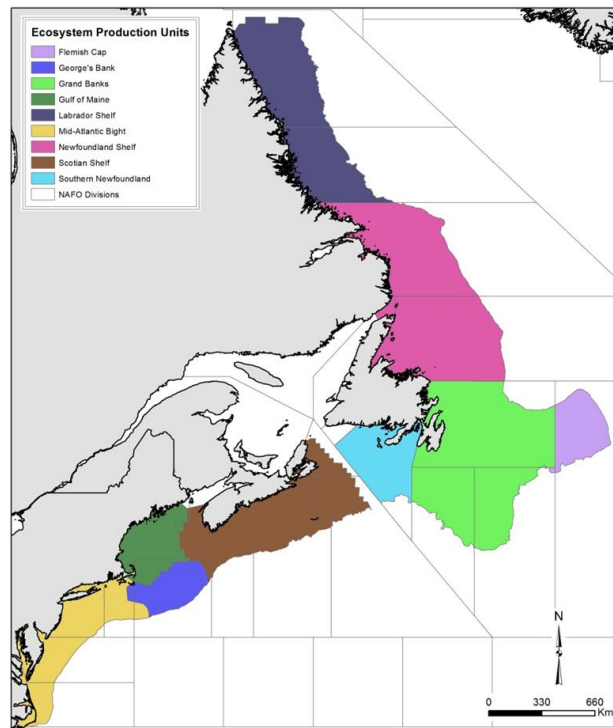 Ecosystem Production Units
Flemish Cap
George's Bank
Grand Banks
Gulf of Maine
Labrador Shelf
Mid-Atlantic Bight
Newfoundland Shelf
Scotian Shelf
Southern Newfoundland
NAFO Divisions
N
0 330 660
Km